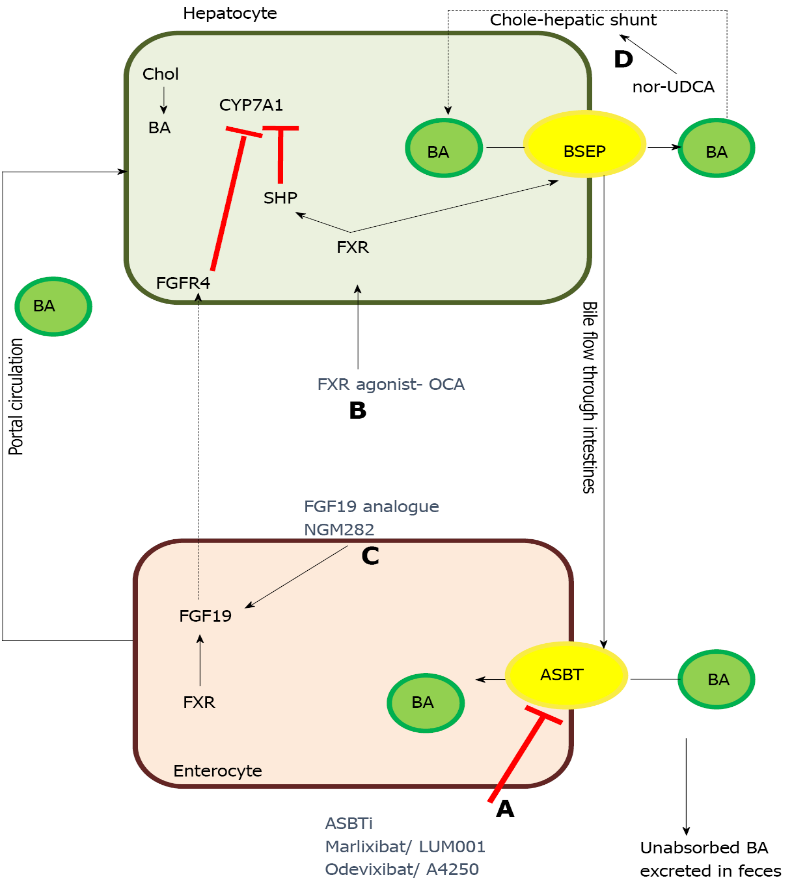 Hepatocyte
Chole-hepatic shunt
D
nor-UDCA
Chol
BA
CYP7A1
BA
BSEP
BA
SHP
FXR
FGFR4
BA
Portal circulation
Bile flow through intestines
FXR agonist- OCA
B
FGF19 analogue
NGM282
C
FGF19
FXR
BA
ASBT
BA
Enterocyte
A
ASBTi
Marlixibat/ LUM001
Odevixibat/ A4250
Unabsorbed BA
excreted in feces